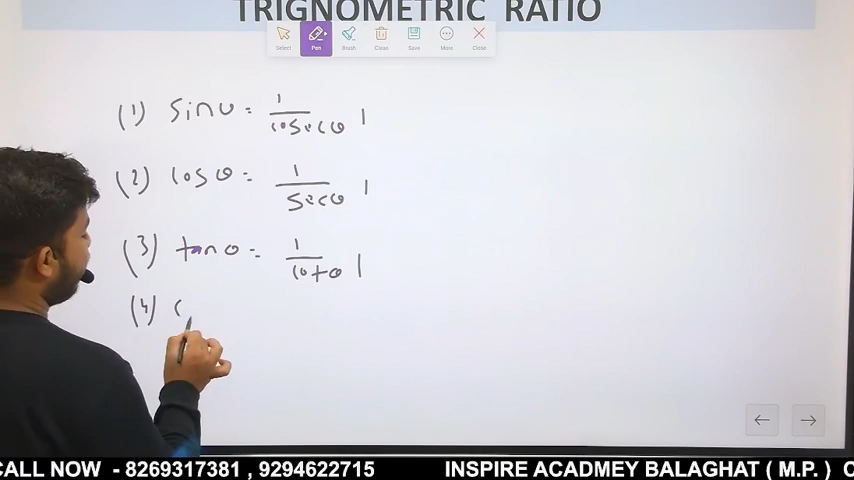 TRIGNOMETRIC RATIO
Select Pen Brush Clean Save More Close
(1) sinθ = 1/cosecθ |
(2) cosθ = 1/secθ |
(3) tanθ = 1/cotθ |
(4) c
CALL NOW - 8269317381 , 9294622715 INSPIRE ACADMEY BALAGHAT ( M.P. ) C